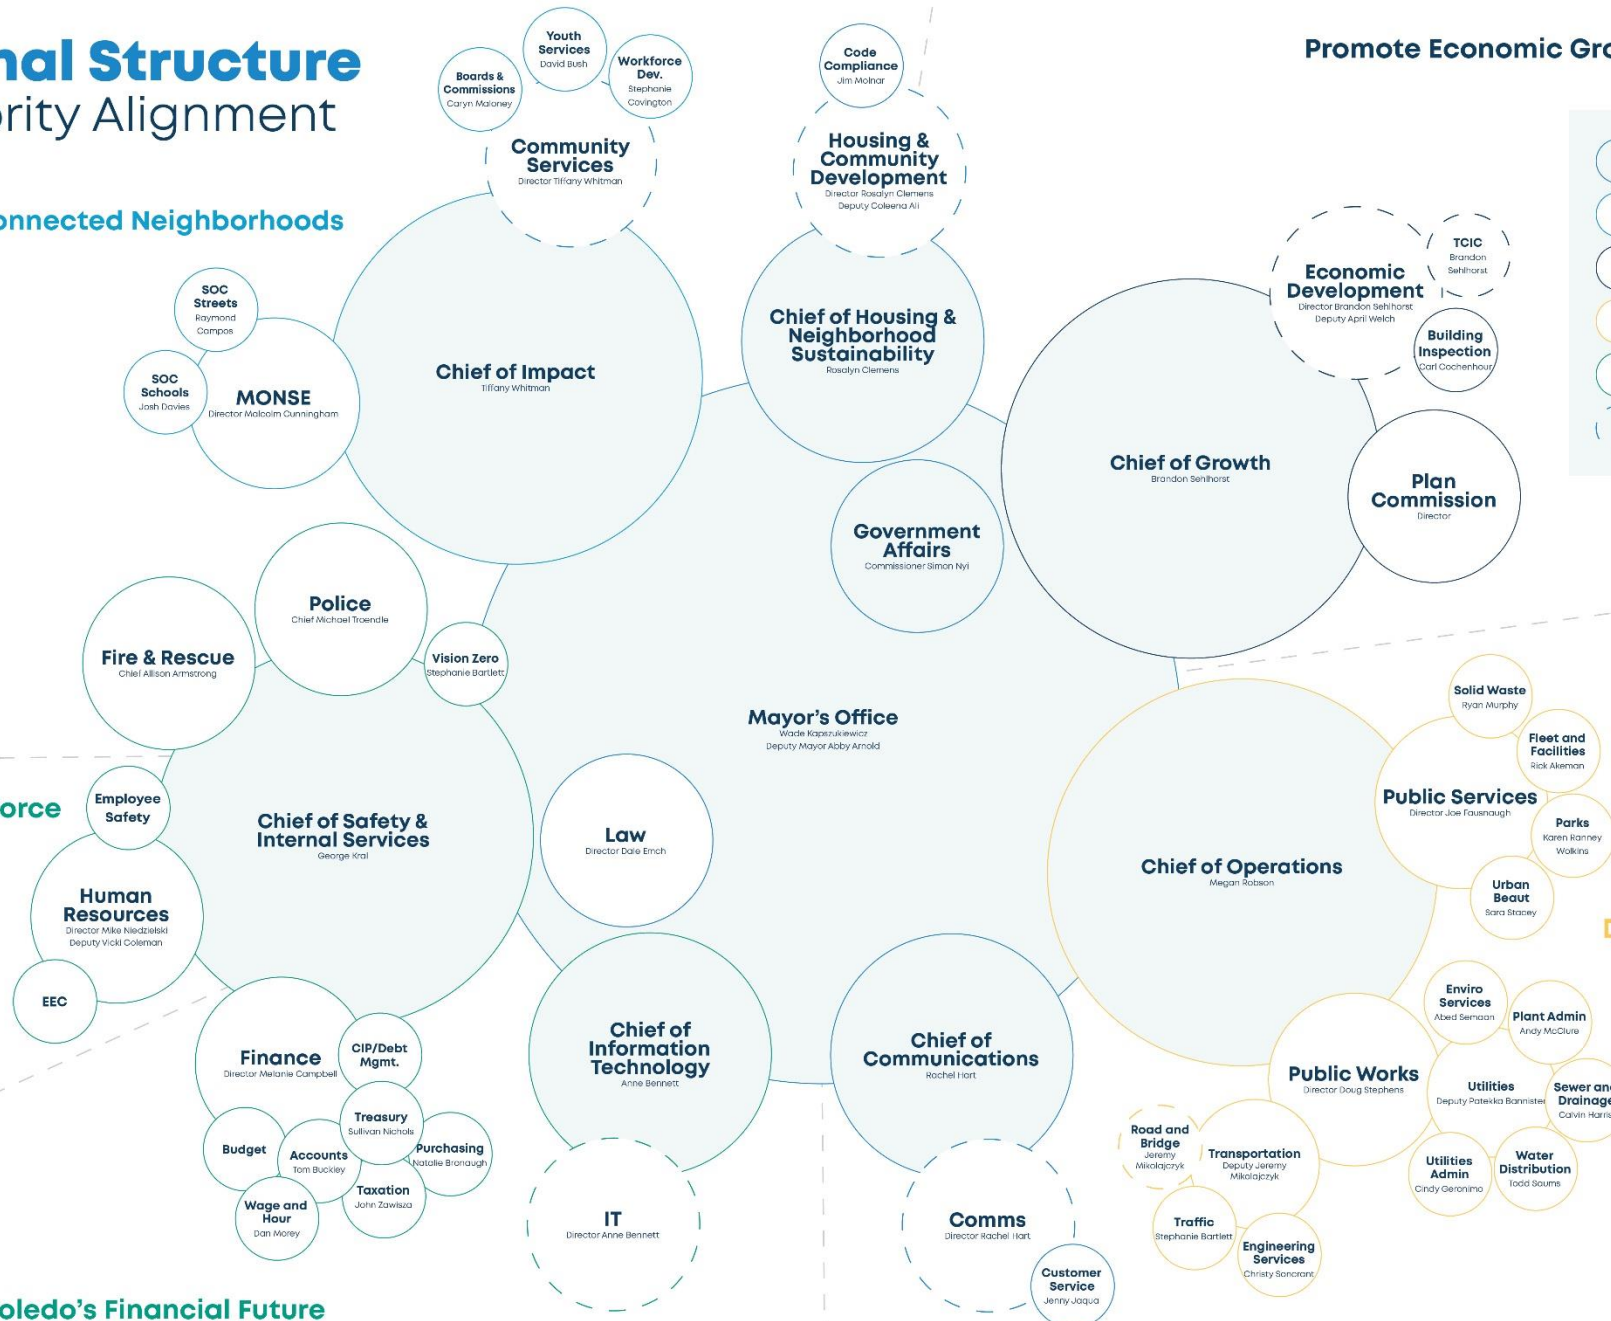 nal Structure
ority Alignment
onnected Neighborhoods
Promote Economic Gro
Boards &
Commissions
Caryn Maloney
Youth
Services
David Bush
Workforce
Dev.
Stephanie
Covington
Community
Services
Director Tiffany Whitman
Code
Compliance
Jim Molnar
Housing &
Community
Development
Director Rosalyn Clemens
Deputy Coleena Ali
Economic
Development
Director Brandon Sehlhorst
Deputy April Welch
TCIC
Brandon
Sehlhorst
Building
Inspection
Carl Cochenhour
SOC
Streets
Raymond
Campos
SOC
Schools
Josh Davies
MONSE
Director Malcolm Cunningham
Chief of Impact
Tiffany Whitman
Chief of Housing &
Neighborhood
Sustainability
Rosalyn Clemens
Chief of Growth
Brandon Sehlhorst
Plan
Commission
Director
Government
Affairs
Commissioner Simon Nyi
Police
Chief Michael Troendle
Fire & Rescue
Chief Allison Armstrong
Vision Zero
Stephanie Bartlett
Mayor's Office
Wade Kapszukiewicz
Deputy Mayor Abby Arnold
orce
Employee
Safety
Human
Resources
Director Mike Niedzielski
Deputy Vicki Coleman
EEC
Chief of Safety &
Internal Services
George Kral
Law
Director Dale Emch
Chief of Operations
Megan Robson
Solid Waste
Ryan Murphy
Fleet and
Facilities
Rick Akeman
Public Services
Director Joe Fausnaugh
Parks
Karen Ranney
Wolkins
Urban
Beaut
Sara Stacey
Finance
Director Melanie Campbell
CIP/Debt
Mgmt.
Treasury
Sullivan Nichols
Budget
Accounts
Tom Buckley
Purchasing
Natalie Bronaugh
Taxation
John Zawisza
Wage and
Hour
Dan Morey
Chief of
Information
Technology
Anne Bennett
IT
Director Anne Bennett
Chief of
Communications
Rachel Hart
Comms
Director Rachel Hart
Customer
Service
Jenny Jaqua
Enviro
Services
Abed Semaan
Plant Admin
Andy McClure
Public Works
Director Doug Stephens
Utilities
Deputy Patekka Bannister
Sewer and
Drainage
Calvin Harris
Utilities
Admin
Cindy Geronimo
Water
Distribution
Todd Saums
Road and
Bridge
Jeremy
Mikolajczyk
Transportation
Deputy Jeremy
Mikolajczyk
Traffic
Stephanie Bartlett
Engineering
Services
Christy Soncrant
oledo's Financial Future